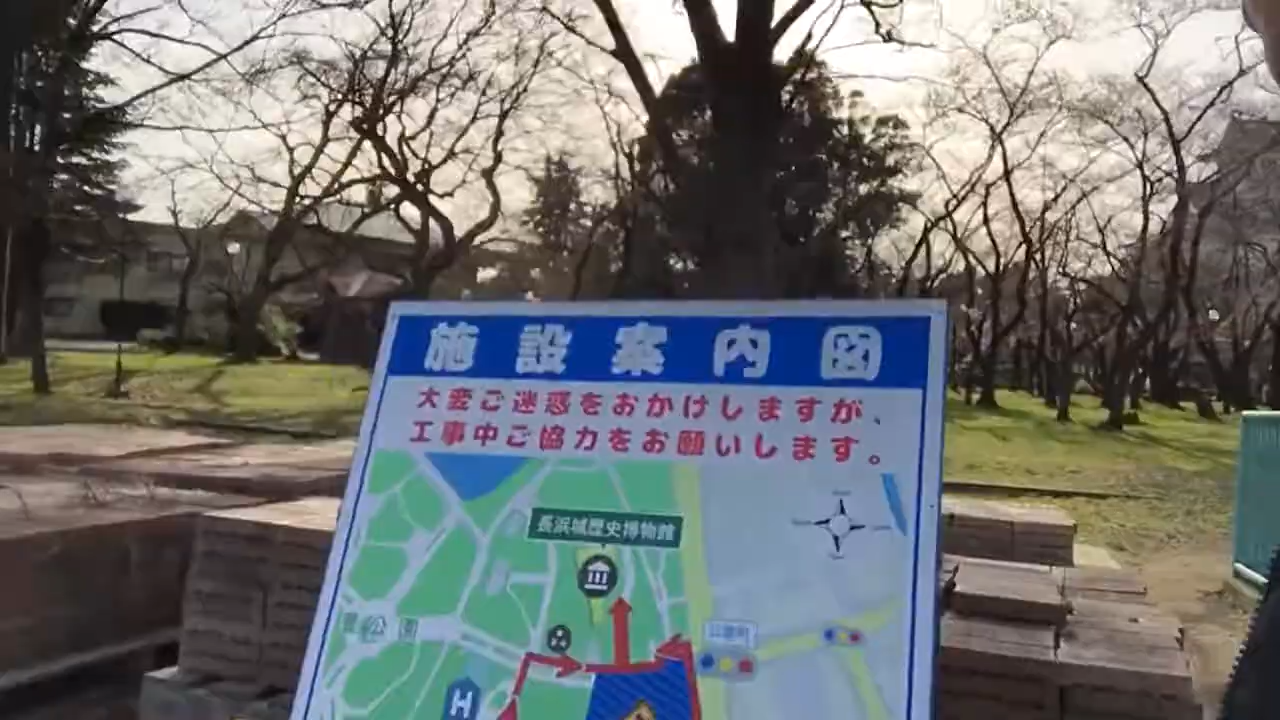 施設案内図
大変ご迷惑をおかけしますが、
工事中ご協力をお願いします。
長浜城歴史博物館
公園
H